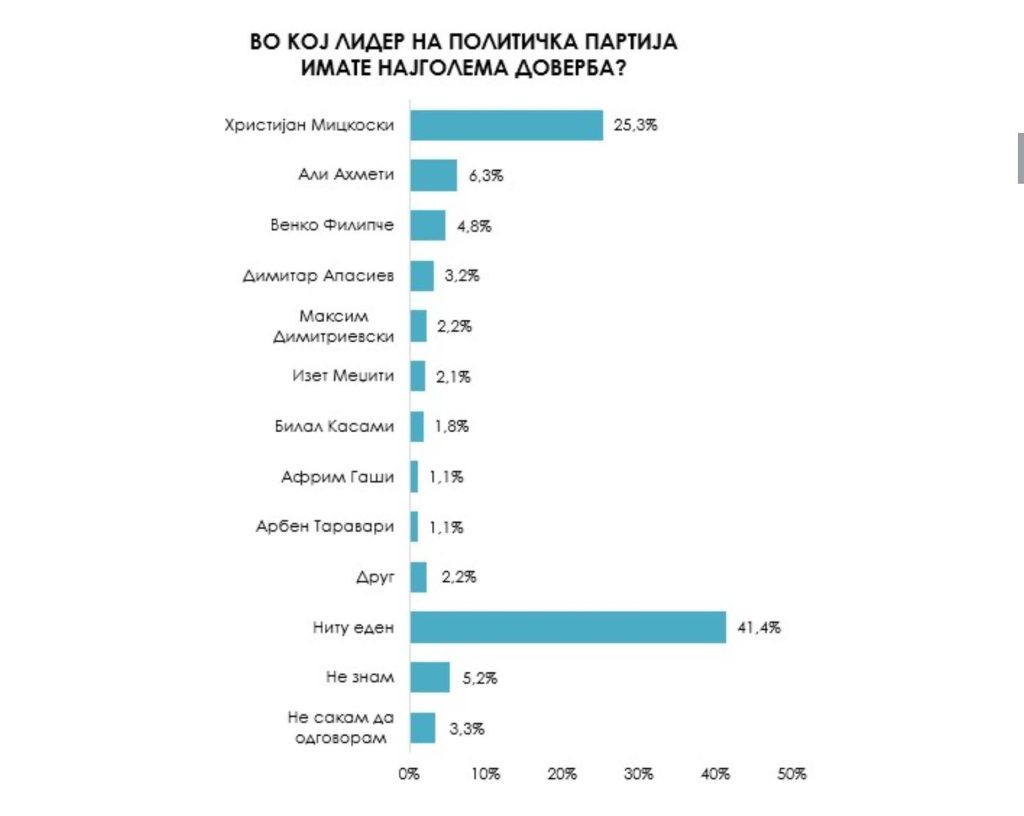 ВО КОЈ ЛИДЕР НА ПОЛИТИЧКА ПАРТИЈА
ИМАТЕ НАЈГОЛЕМА ДОВЕРБА?
Христијан Мицкоски 25,3%
Али Ахмети 6,3%
Венко Филипче 4,8%
Димитар Апасиев 3,2%
Максим
Димитриевски 2,2%
Изет Меџити 2,1%
Билал Касами 1,8%
Африм Гаши 1,1%
Арбен Таравари 1,1%
Друг 2,2%
Ниту еден 41,4%
Не знам 5,2%
Не сакам да
одговорам 3,3%
0% 10% 20% 30% 40% 50%